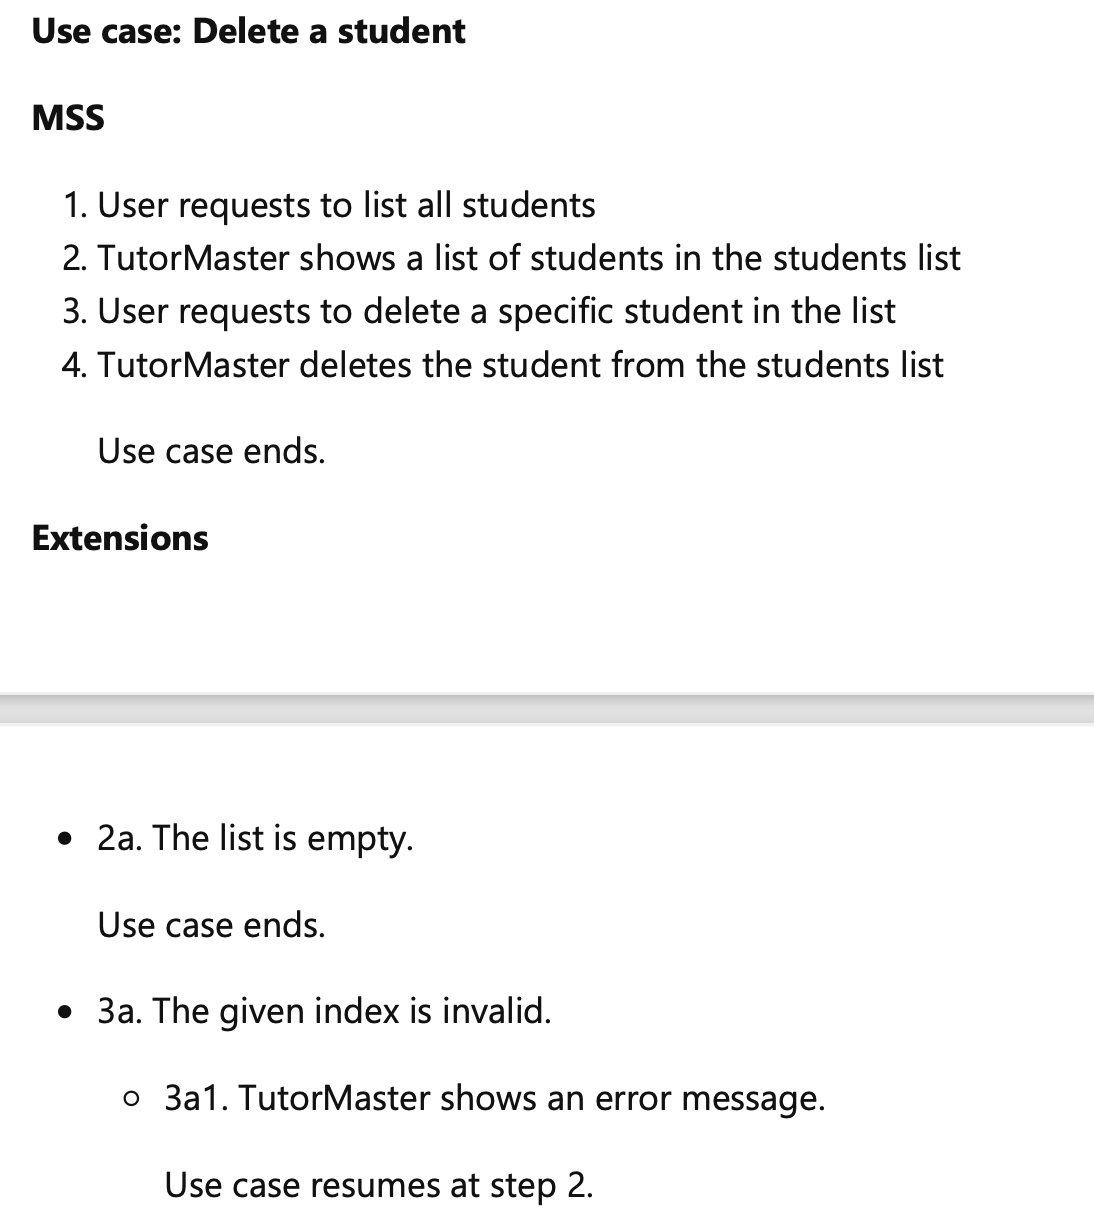 Use case: Delete a student
MSS
1. User requests to list all students
2. TutorMaster shows a list of students in the students list
3. User requests to delete a specific student in the list
4. TutorMaster deletes the student from the students list
Use case ends.
Extensions
• 2a. The list is empty.
Use case ends.
• 3a. The given index is invalid.
○ 3a1. TutorMaster shows an error message.
Use case resumes at step 2.